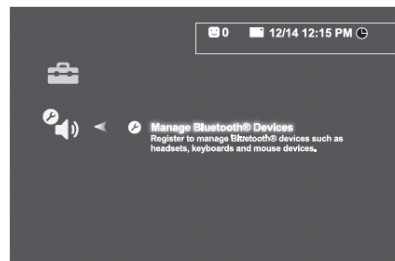 0 12/14 12:15 PM
Manage Bluetooth® Devices
Register to manage Bluetooth® devices such as
headsets, keyboards and mouse devices.